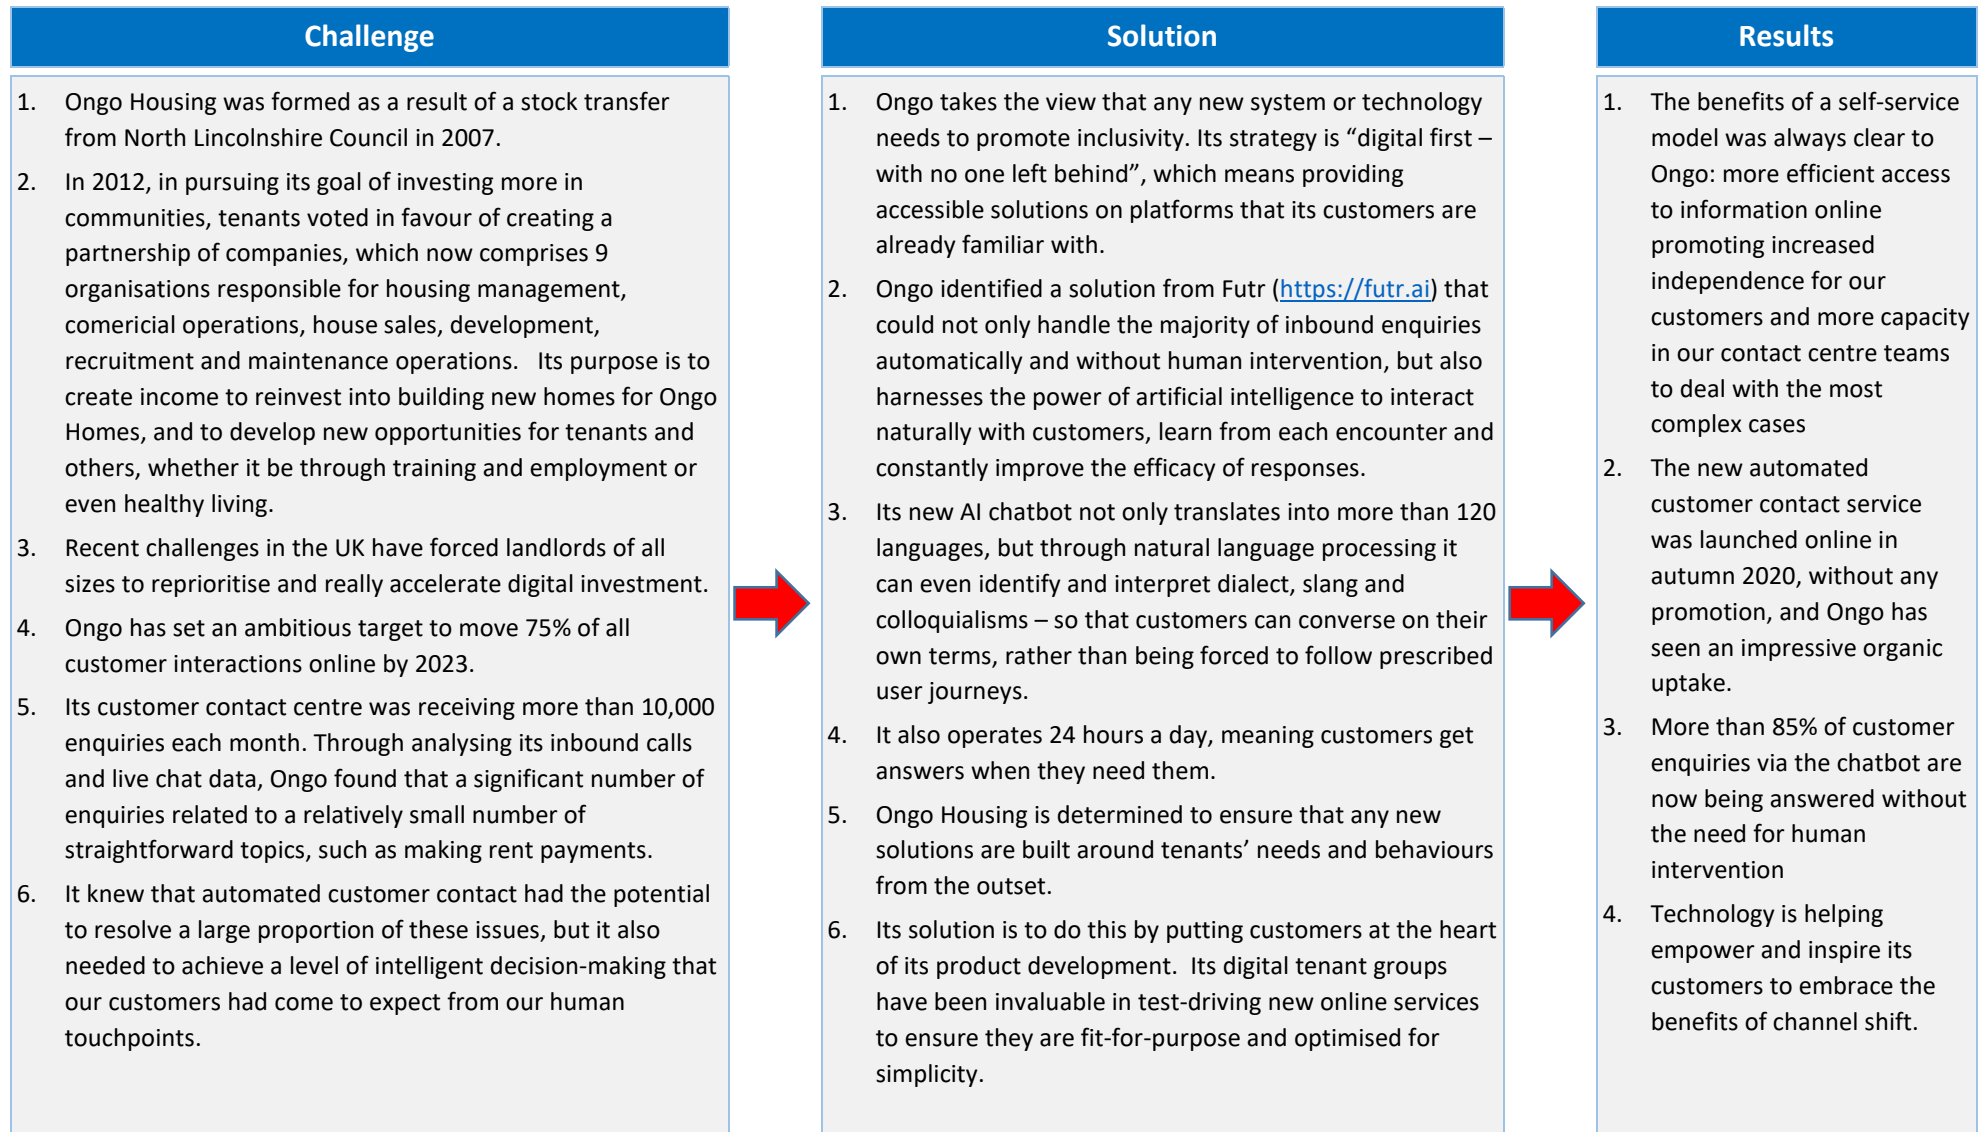 Challenge
1. Ongo Housing was formed as a result of a stock transfer
from North Lincolnshire Council in 2007.
2. In 2012, in pursuing its goal of investing more in
communities, tenants voted in favour of creating a
partnership of companies, which now comprises 9
organisations responsible for housing management,
comericial operations, house sales, development,
recruitment and maintenance operations. Its purpose is to
create income to reinvest into building new homes for Ongo
Homes, and to develop new opportunities for tenants and
others, whether it be through training and employment or
even healthy living.
3. Recent challenges in the UK have forced landlords of all
sizes to reprioritise and really accelerate digital investment.
4. Ongo has set an ambitious target to move 75% of all
customer interactions online by 2023.
5. Its customer contact centre was receiving more than 10,000
enquiries each month. Through analysing its inbound calls
and live chat data, Ongo found that a significant number of
enquiries related to a relatively small number of
straightforward topics, such as making rent payments.
6. It knew that automated customer contact had the potential
to resolve a large proportion of these issues, but it also
needed to achieve a level of intelligent decision-making that
our customers had come to expect from our human
touchpoints.
Solution
1. Ongo takes the view that any new system or technology
needs to promote inclusivity. Its strategy is “digital first –
with no one left behind”, which means providing
accessible solutions on platforms that its customers are
already familiar with.
2. Ongo identified a solution from Futr (https://futr.ai) that
could not only handle the majority of inbound enquiries
automatically and without human intervention, but also
harnesses the power of artificial intelligence to interact
naturally with customers, learn from each encounter and
constantly improve the efficacy of responses.
3. Its new AI chatbot not only translates into more than 120
languages, but through natural language processing it
can even identify and interpret dialect, slang and
colloquialisms – so that customers can converse on their
own terms, rather than being forced to follow prescribed
user journeys.
4. It also operates 24 hours a day, meaning customers get
answers when they need them.
5. Ongo Housing is determined to ensure that any new
solutions are built around tenants’ needs and behaviours
from the outset.
6. Its solution is to do this by putting customers at the heart
of its product development. Its digital tenant groups
have been invaluable in test-driving new online services
to ensure they are fit-for-purpose and optimised for
simplicity.
Results
1. The benefits of a self-service
model was always clear to
Ongo: more efficient access
to information online
promoting increased
independence for our
customers and more capacity
in our contact centre teams
to deal with the most
complex cases
2. The new automated
customer contact service
was launched online in
autumn 2020, without any
promotion, and Ongo has
seen an impressive organic
uptake.
3. More than 85% of customer
enquiries via the chatbot are
now being answered without
the need for human
intervention
4. Technology is helping
empower and inspire its
customers to embrace the
benefits of channel shift.